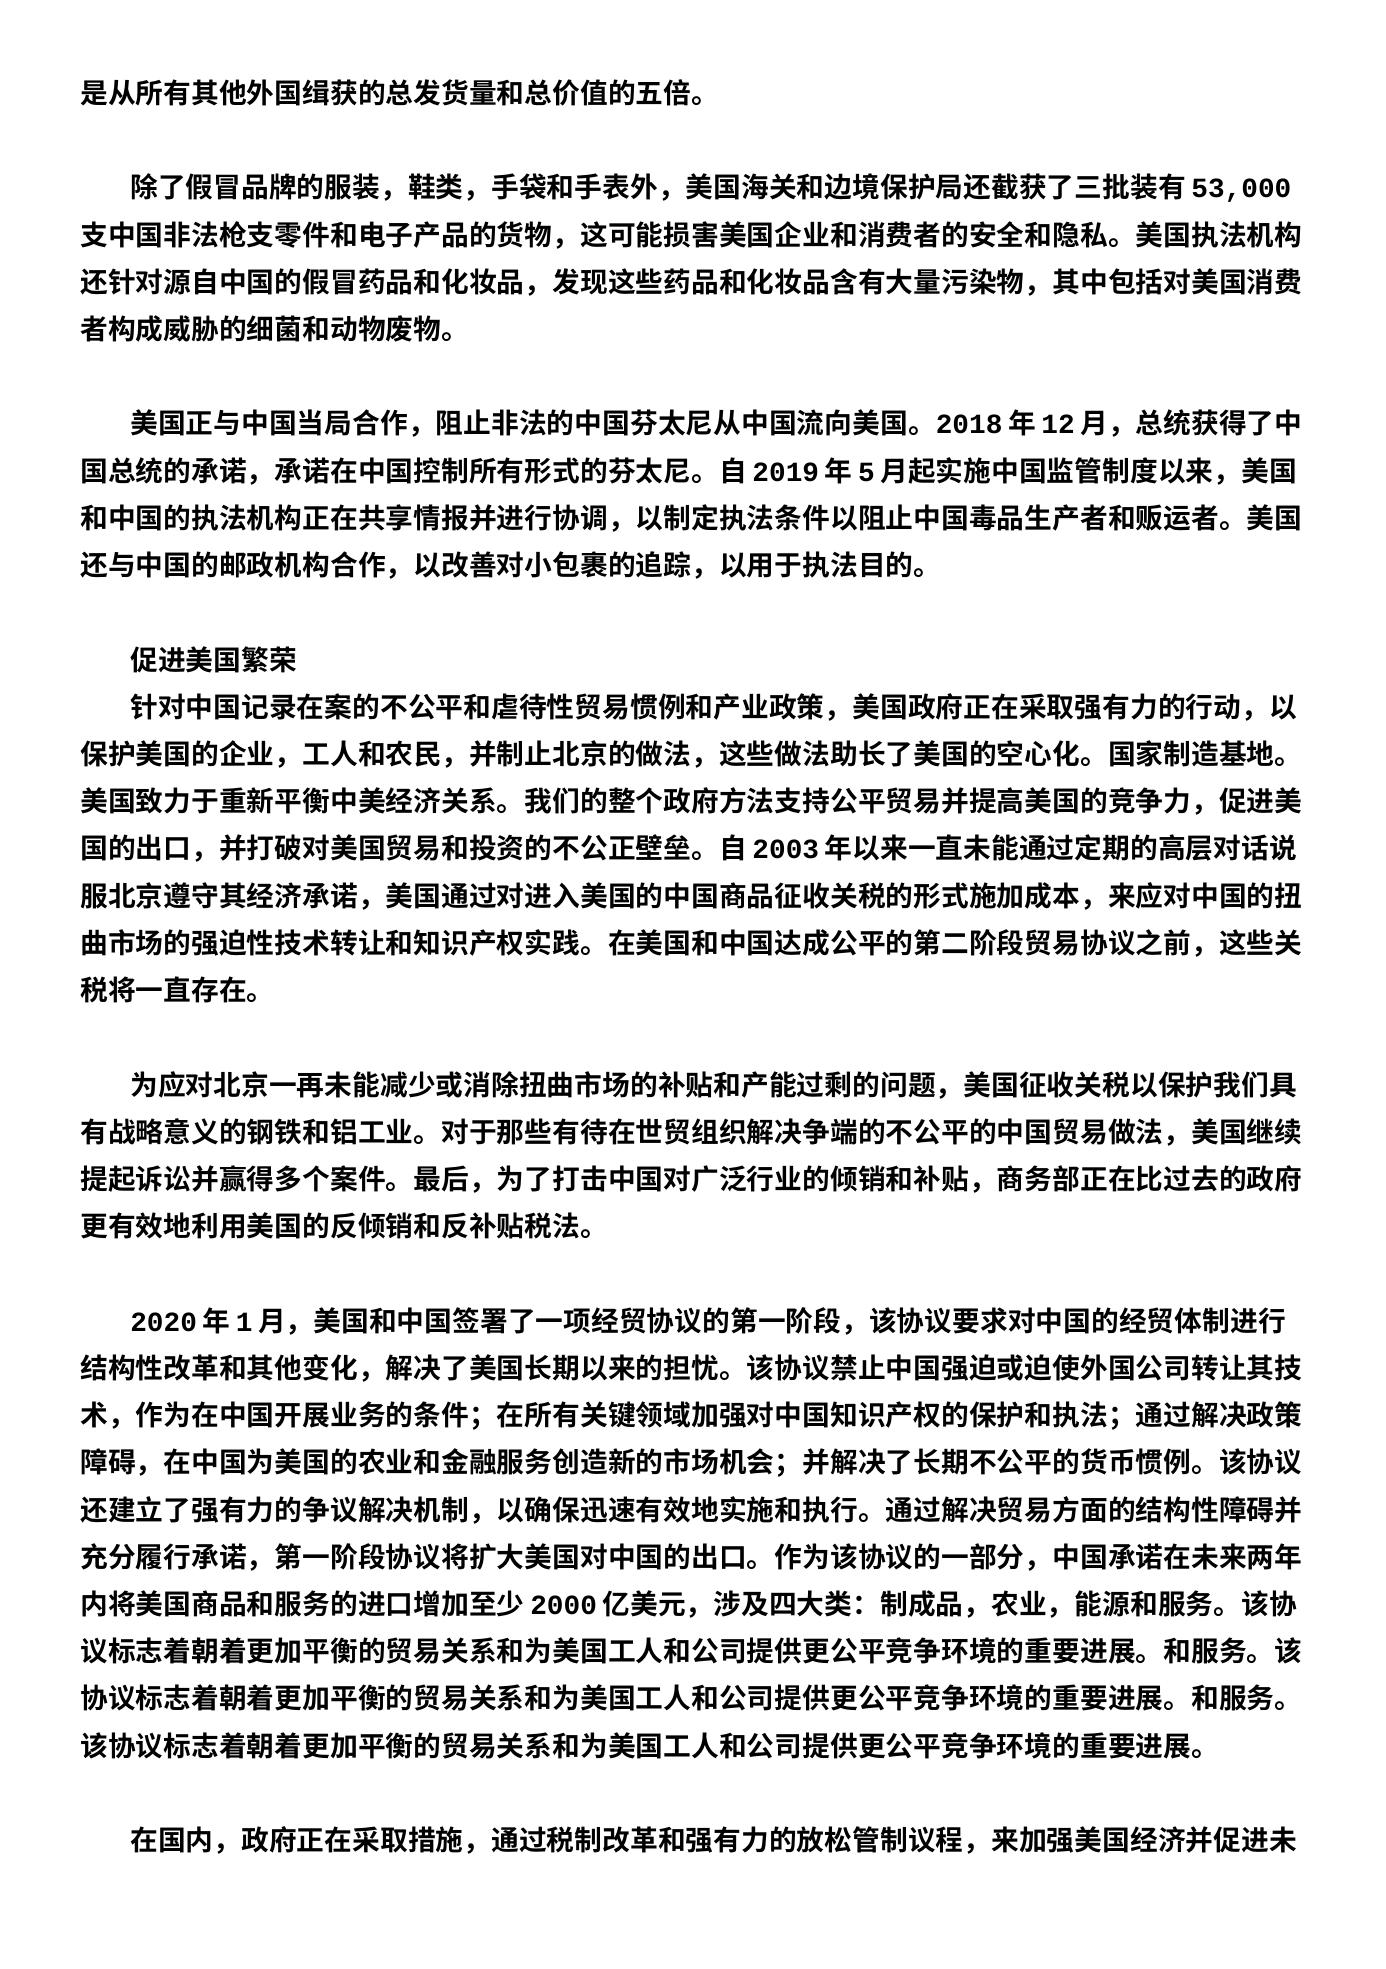 是从所有其他外国缉获的总发货量和总价值的五倍。
除了假冒品牌的服装，鞋类，手袋和手表外，美国海关和边境保护局还截获了三批装有 53,000
支中国非法枪支零件和电子产品的货物，这可能损害美国企业和消费者的安全和隐私。美国执法机构
还针对源自中国的假冒药品和化妆品，发现这些药品和化妆品含有大量污染物，其中包括对美国消费
者构成威胁的细菌和动物废物。
美国正与中国当局合作，阻止非法的中国芬太尼从中国流向美国。2018 年 12 月，总统获得了中
国总统的承诺，承诺在中国控制所有形式的芬太尼。自 2019 年 5 月起实施中国监管制度以来，美国
和中国的执法机构正在共享情报并进行协调，以制定执法条件以阻止中国毒品生产者和贩运者。美国
还与中国的邮政机构合作，以改善对小包裹的追踪，以用于执法目的。
促进美国繁荣
针对中国记录在案的不公平和虐待性贸易惯例和产业政策，美国政府正在采取强有力的行动，以
保护美国的企业，工人和农民，并制止北京的做法，这些做法助长了美国的空心化。国家制造基地。
美国致力于重新平衡中美经济关系。我们的整个政府方法支持公平贸易并提高美国的竞争力，促进美
国的出口，并打破对美国贸易和投资的不公正壁垒。自 2003 年以来一直未能通过定期的高层对话说
服北京遵守其经济承诺，美国通过对进入美国的中国商品征收关税的形式施加成本，来应对中国的扭
曲市场的强迫性技术转让和知识产权实践。在美国和中国达成公平的第二阶段贸易协议之前，这些关
税将一直存在。
为应对北京一再未能减少或消除扭曲市场的补贴和产能过剩的问题，美国征收关税以保护我们具
有战略意义的钢铁和铝工业。对于那些有待在世贸组织解决争端的不公平的中国贸易做法，美国继续
提起诉讼并赢得多个案件。最后，为了打击中国对广泛行业的倾销和补贴，商务部正在比过去的政府
更有效地利用美国的反倾销和反补贴税法。
2020 年 1 月，美国和中国签署了一项经贸协议的第一阶段，该协议要求对中国的经贸体制进行
结构性改革和其他变化，解决了美国长期以来的担忧。该协议禁止中国强迫或迫使外国公司转让其技
术，作为在中国开展业务的条件；在所有关键领域加强对中国知识产权的保护和执法；通过解决政策
障碍，在中国为美国的农业和金融服务创造新的市场机会；并解决了长期不公平的货币惯例。该协议
还建立了强有力的争议解决机制，以确保迅速有效地实施和执行。通过解决贸易方面的结构性障碍并
充分履行承诺，第一阶段协议将扩大美国对中国的出口。作为该协议的一部分，中国承诺在未来两年
内将美国商品和服务的进口增加至少 2000 亿美元，涉及四大类：制成品，农业，能源和服务。该协
议标志着朝着更加平衡的贸易关系和为美国工人和公司提供更公平竞争环境的重要进展。和服务。该
协议标志着朝着更加平衡的贸易关系和为美国工人和公司提供更公平竞争环境的重要进展。和服务。
该协议标志着朝着更加平衡的贸易关系和为美国工人和公司提供更公平竞争环境的重要进展。
在国内，政府正在采取措施，通过税制改革和强有力的放松管制议程，来加强美国经济并促进未